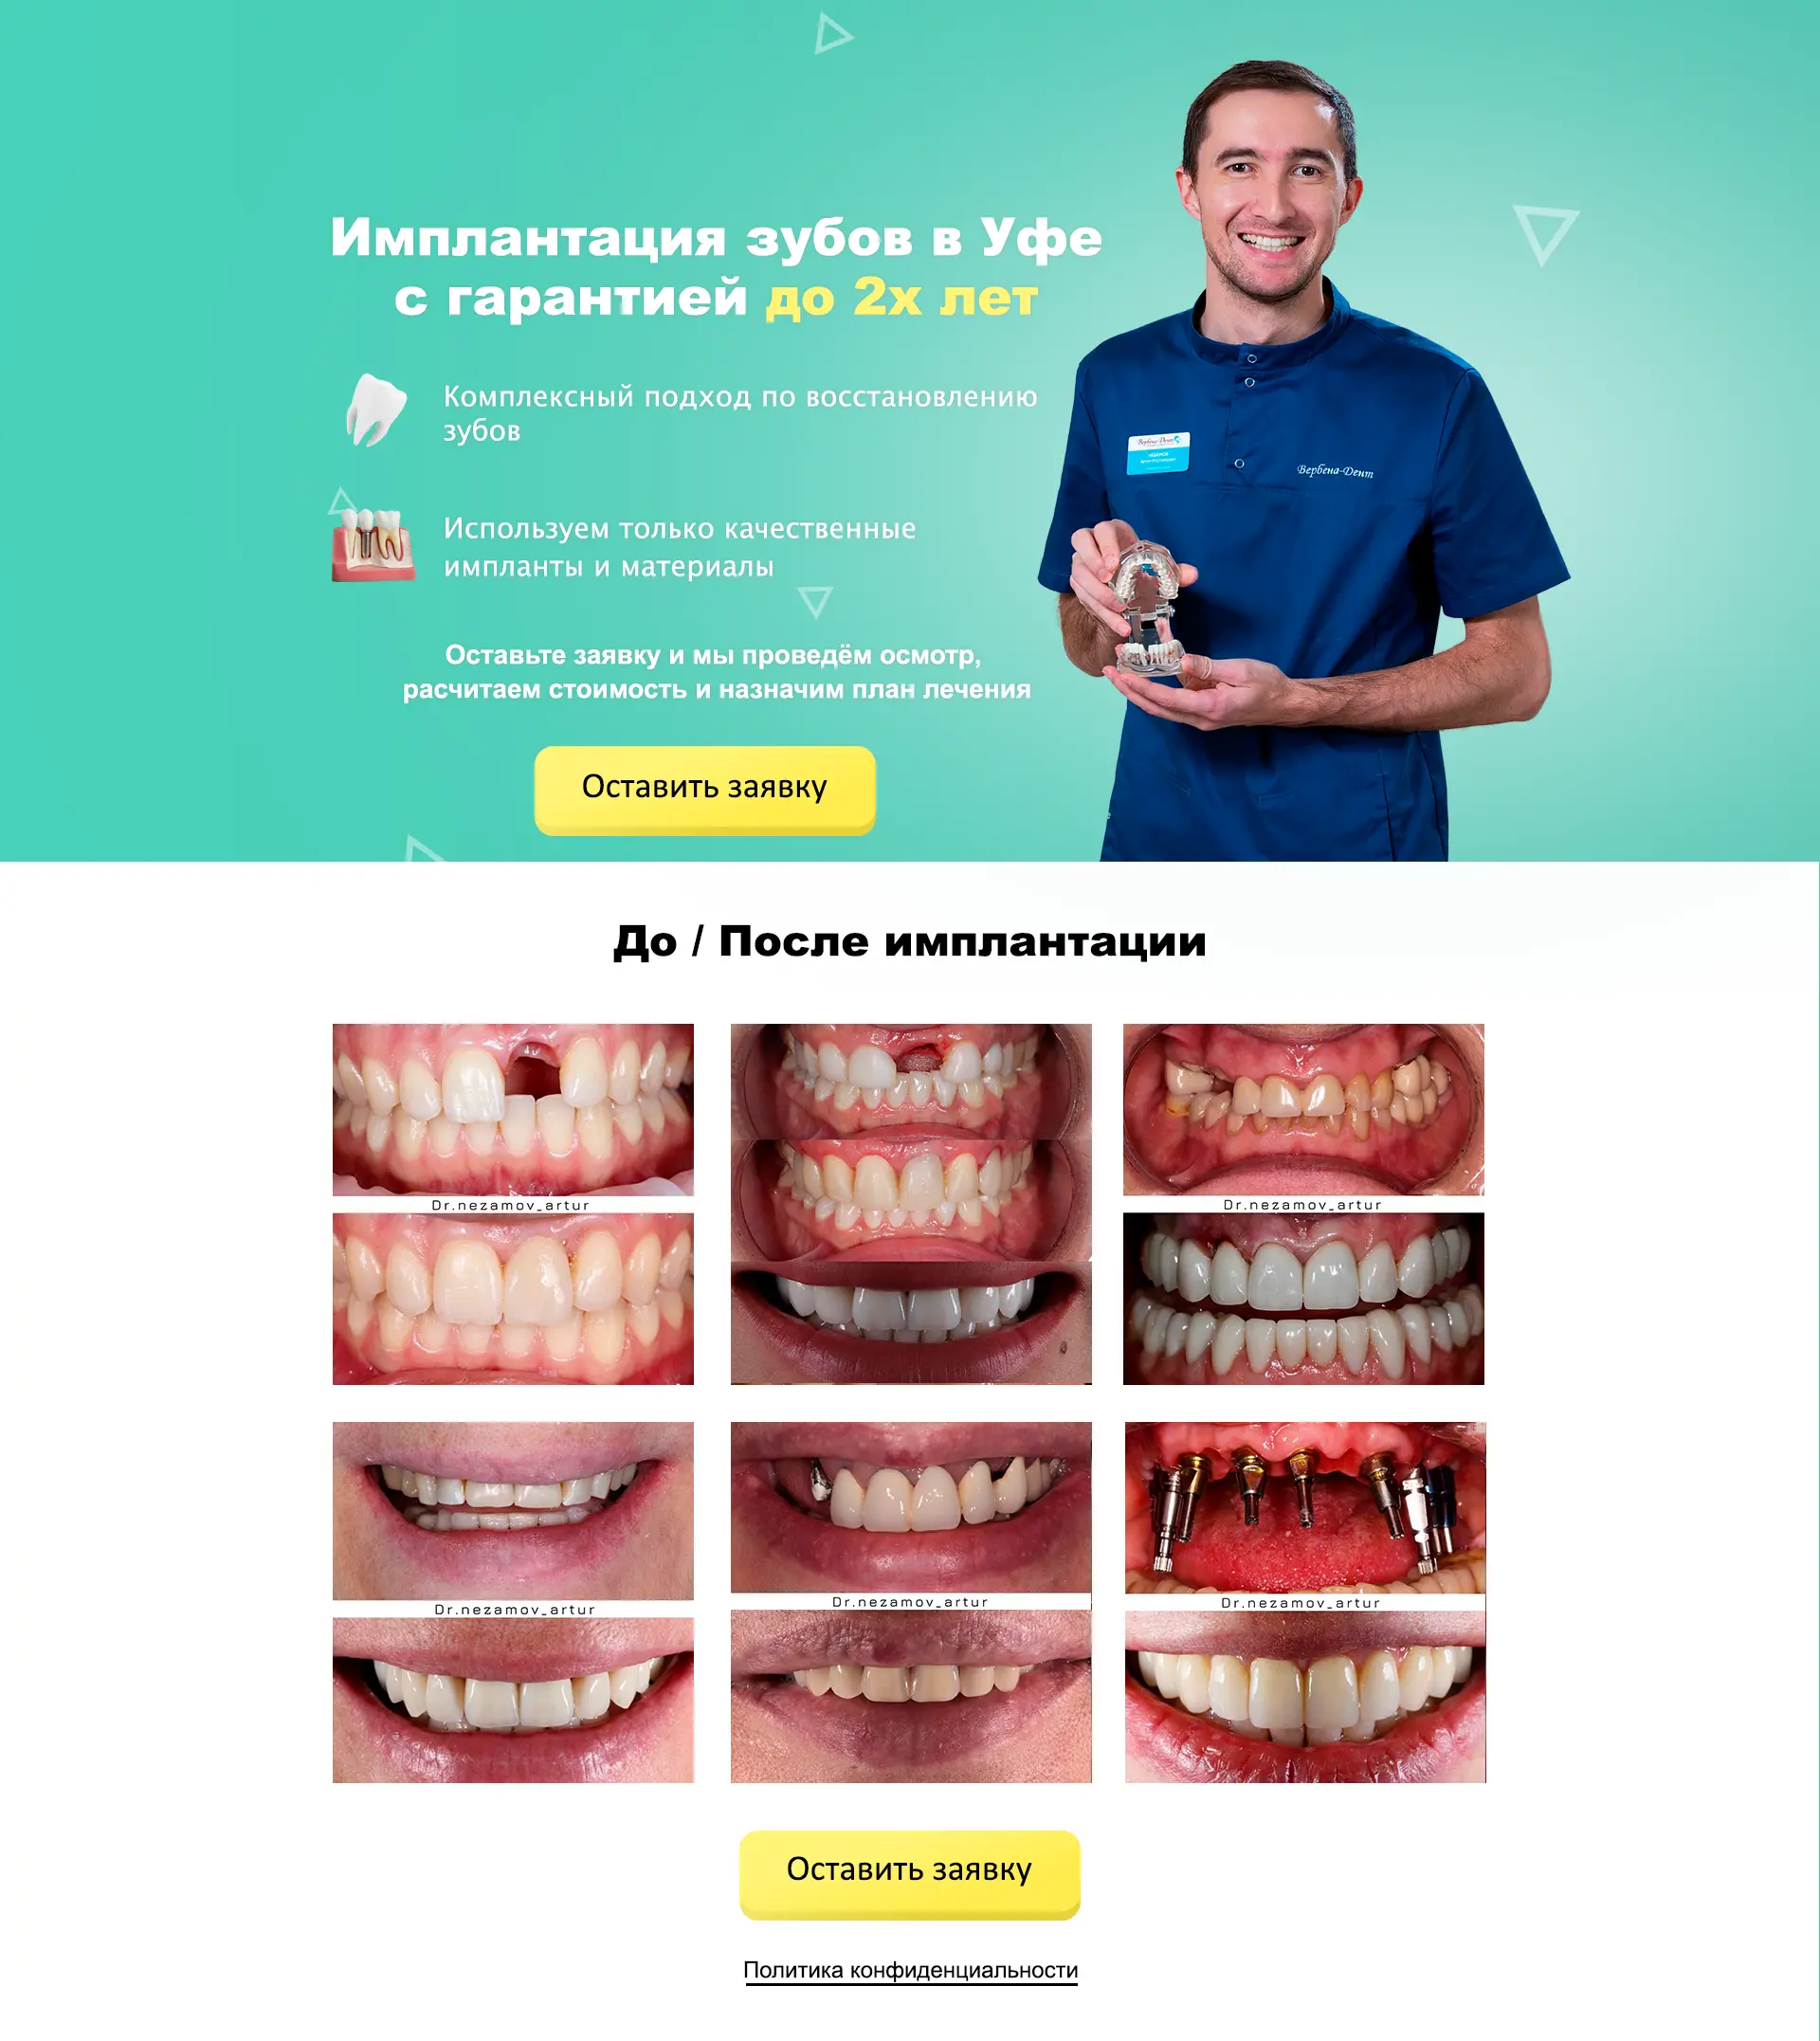 Имплантация зубов в Уфе
с гарантией до 2х лет
Комплексный подход по восстановлению
зубов
Используем только качественные
импланты и материалы
Оставьте заявку и мы проведём осмотр,
расчитаем стоимость и назначим план лечения
Оставить заявку
Вербена-Дент
Вербена-Дент
До / После имплантации
Dr.nezamov_artur
Dr.nezamov_artur
Dr.nezamov_artur
Dr.nezamov_artur
Dr.nezamov_artur
Оставить заявку
Политика конфиденциальности